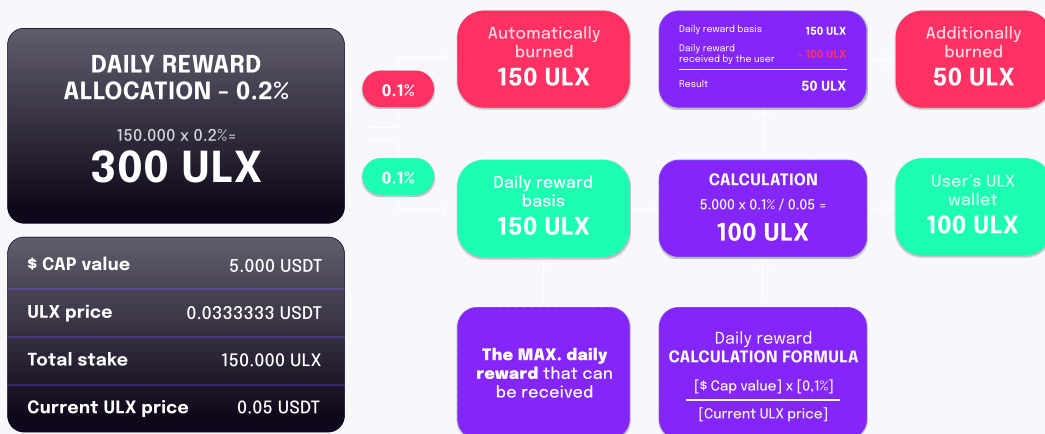 DAILY REWARD
ALLOCATION – 0.2%
150.000 x 0.2%=
300 ULX
$ CAP value 5.000 USDT
ULX price 0.0333333 USDT
Total stake 150.000 ULX
Current ULX price 0.05 USDT
0.1%
0.1%
Automatically
burned
150 ULX
Daily reward basis 150 ULX
Daily reward
received by the user - 100 ULX
Result 50 ULX
Additionally
burned
50 ULX
Daily reward
basis
150 ULX
CALCULATION
5.000 x 0.1% / 0.05 =
100 ULX
User's ULX
wallet
100 ULX
The MAX. daily
reward that can
be received
Daily reward
CALCULATION FORMULA
[$ Cap value] x [0,1%]
[Current ULX price]